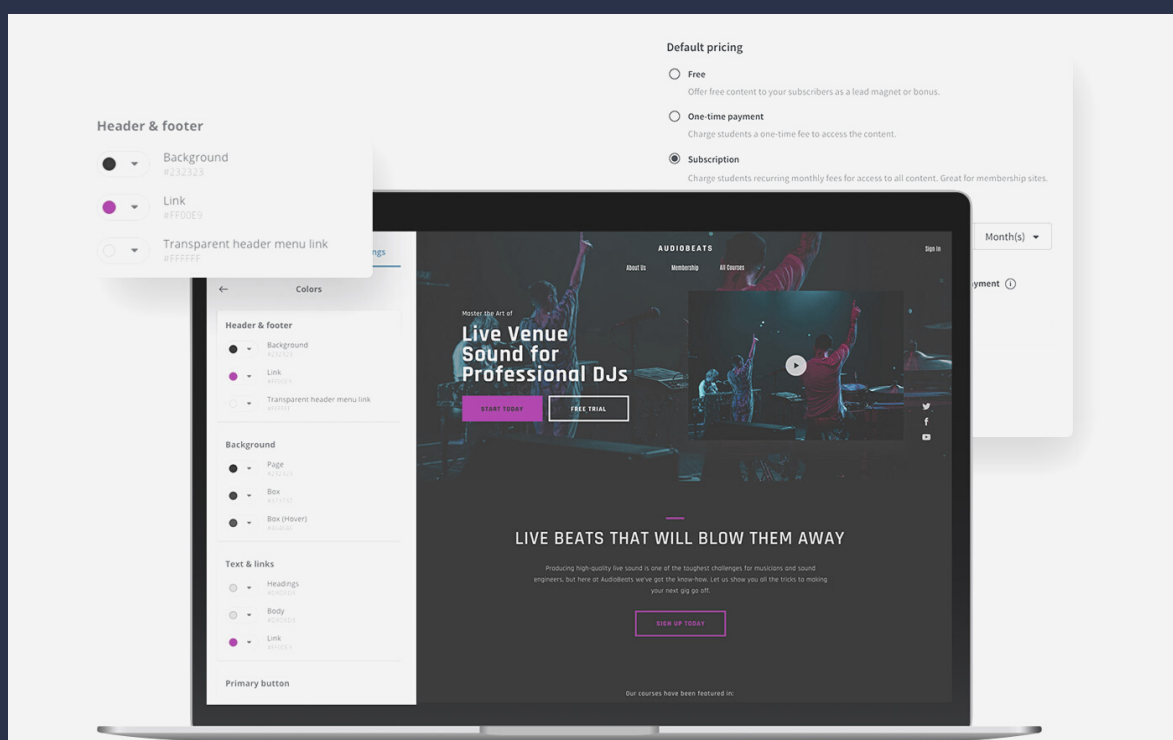 Default pricing
Free
Offer free content to your subscribers as a lead magnet or bonus.
One-time payment
Charge students a one-time fee to access the content.
Subscription
Charge students recurring monthly fees for access to all content. Great for membership sites.
Month(s)
yment
Header & footer
Background
#232323
Link
#FF00E9
Transparent header menu link
#FFFFFF
ngs
Colors
Header & footer
Background
#232323
Link
Transparent header menu link
Background
Page
#232323
Box
Box (Hover)
Text & links
Headings
Body
Link
Primary button
AUDIOBEATS
Sign In
About Us Membership All Courses
Master the Art of
Live Venue
Sound for
Professional DJs
START TODAY FREE TRIAL
LIVE BEATS THAT WILL BLOW THEM AWAY
Producing high-quality live sound is one of the toughest challenges for musicians and sound
engineers, but here at AudioBeats we've got the know-how. Let us show you all the tricks to making
your next gig go off.
SIGN UP TODAY
Our courses have been featured in: